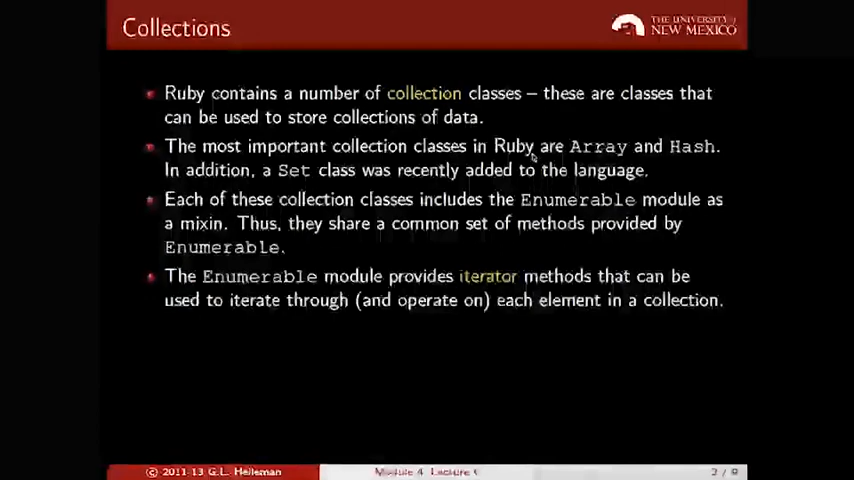 Collections
THE UNIVERSITY of
NEW MEXICO
Ruby contains a number of collection classes – these are classes that
can be used to store collections of data.
The most important collection classes in Ruby are Array and Hash.
In addition, a Set class was recently added to the language.
Each of these collection classes includes the Enumerable module as
a mixin. Thus, they share a common set of methods provided by
Enumerable.
The Enumerable module provides iterator methods that can be
used to iterate through (and operate on) each element in a collection.
© 2011-13 G.L. Heileman
Module 4 Lecture
2 / 9